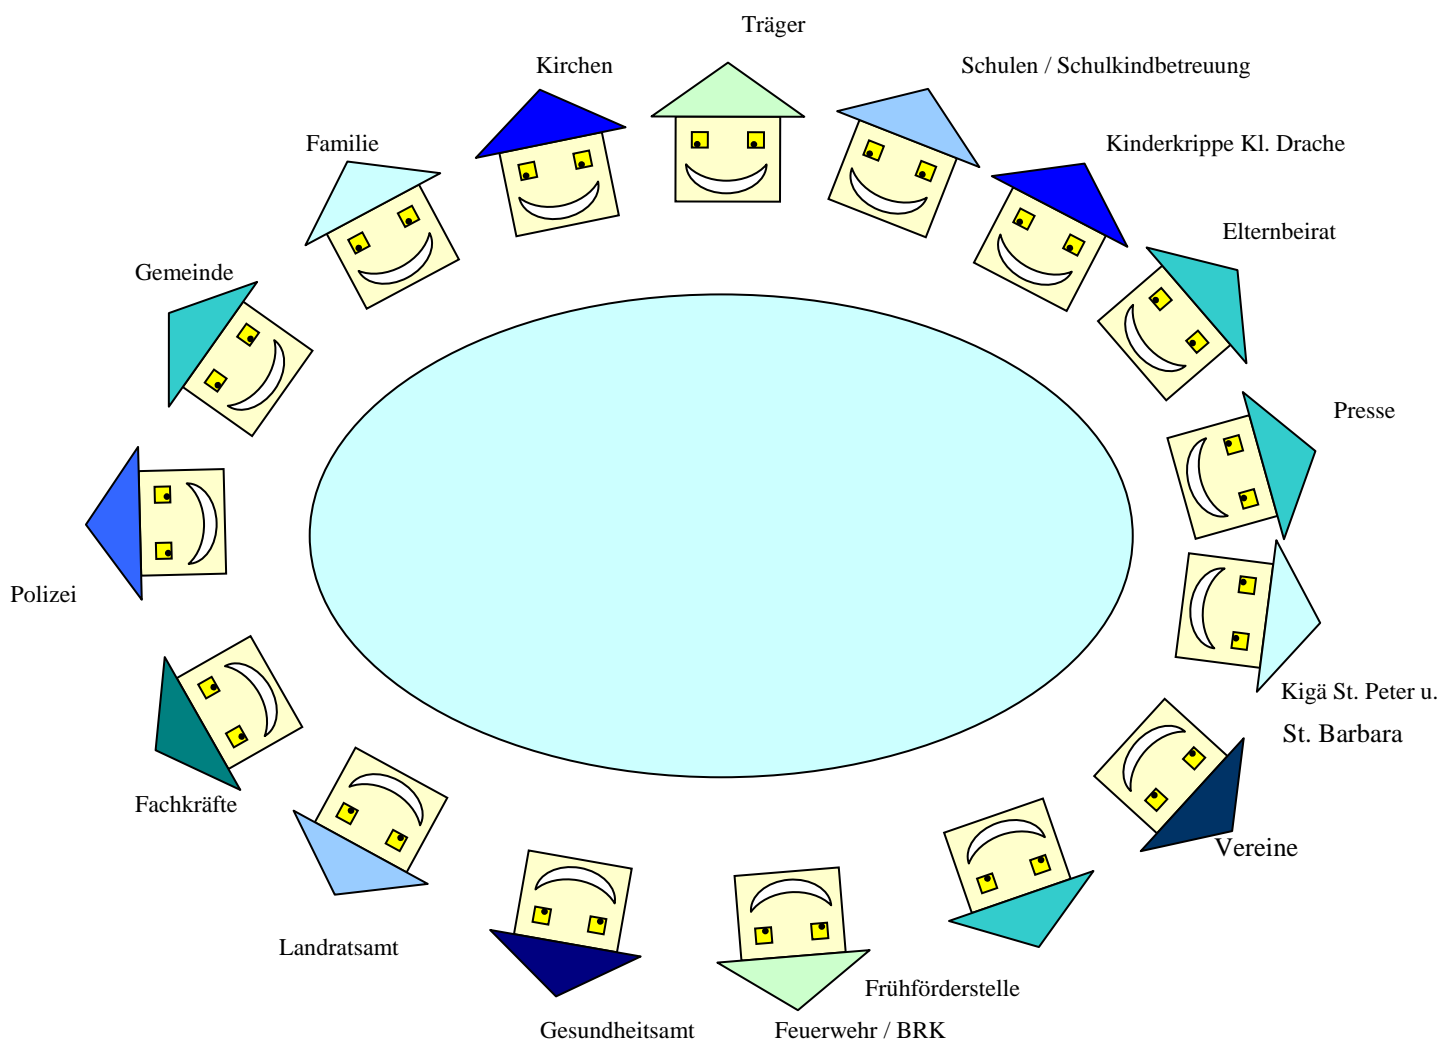 Träger
Kirchen
Schulen / Schulkindbetreuung
Familie
Kinderkrippe Kl. Drache
Elternbeirat
Gemeinde
Presse
Polizei
Kigä St. Peter u.
St. Barbara
Fachkräfte
Vereine
Landratsamt
Frühförderstelle
Gesundheitsamt
Feuerwehr / BRK